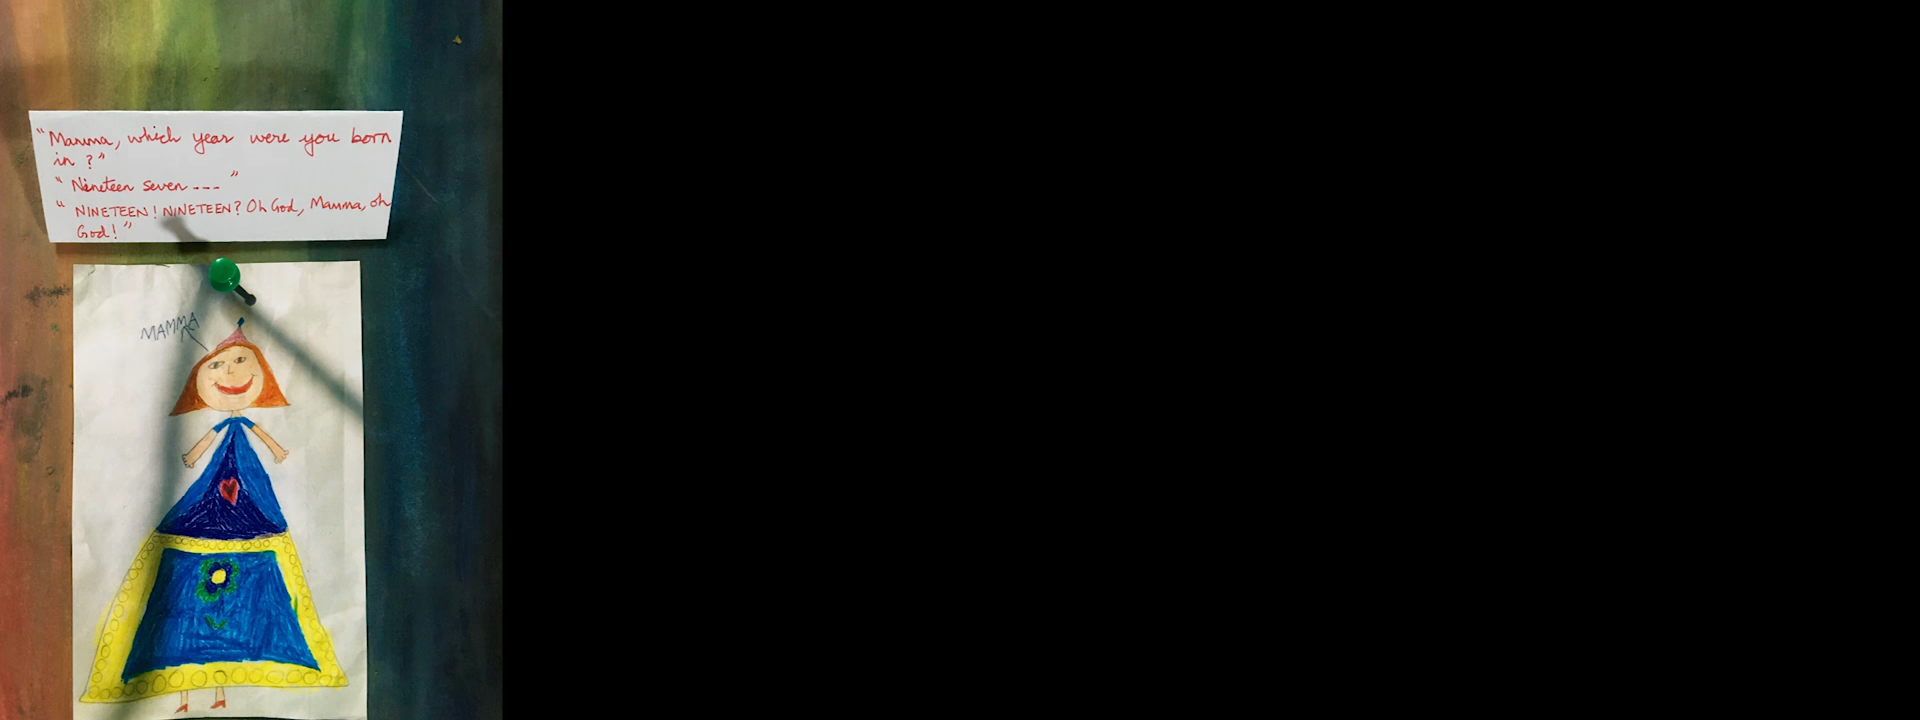 "Mamma, which year were you born
in?"
"Nineteen seven---"
"NINETEEN! NINETEEN? Oh God, Mamma, oh
God!"
MAMMA